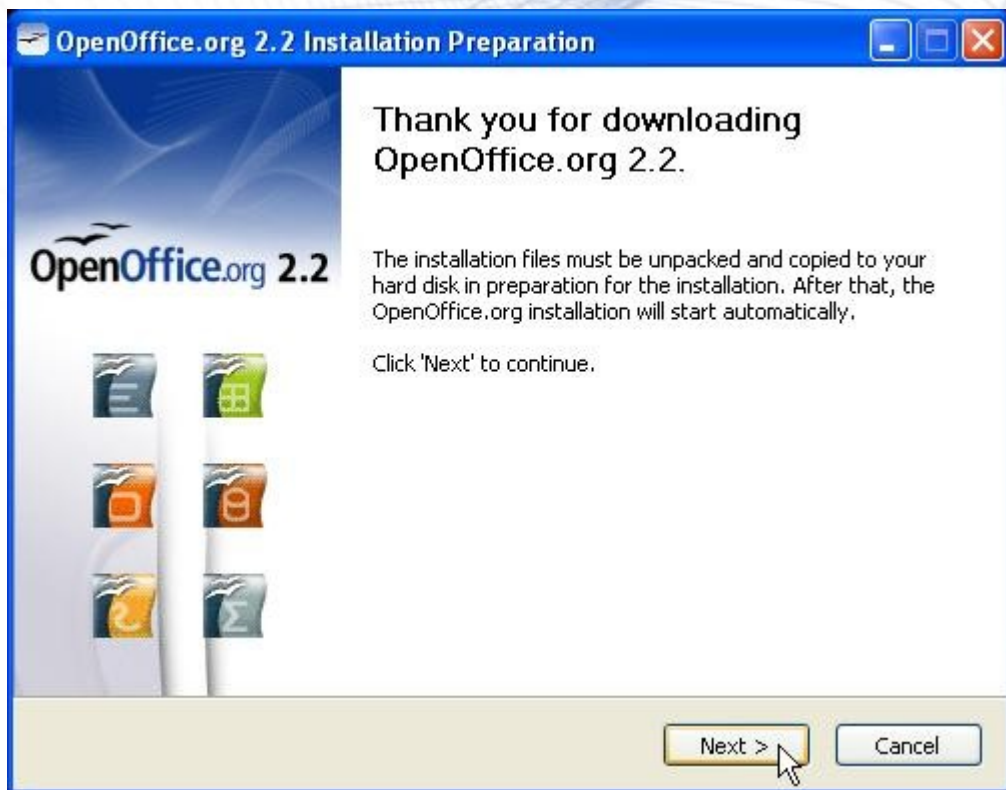 OpenOffice.org 2.2 Installation Preparation
Thank you for downloading
OpenOffice.org 2.2.
OpenOffice.org 2.2
The installation files must be unpacked and copied to your
hard disk in preparation for the installation. After that, the
OpenOffice.org installation will start automatically.
Click 'Next' to continue.
Next >
Cancel